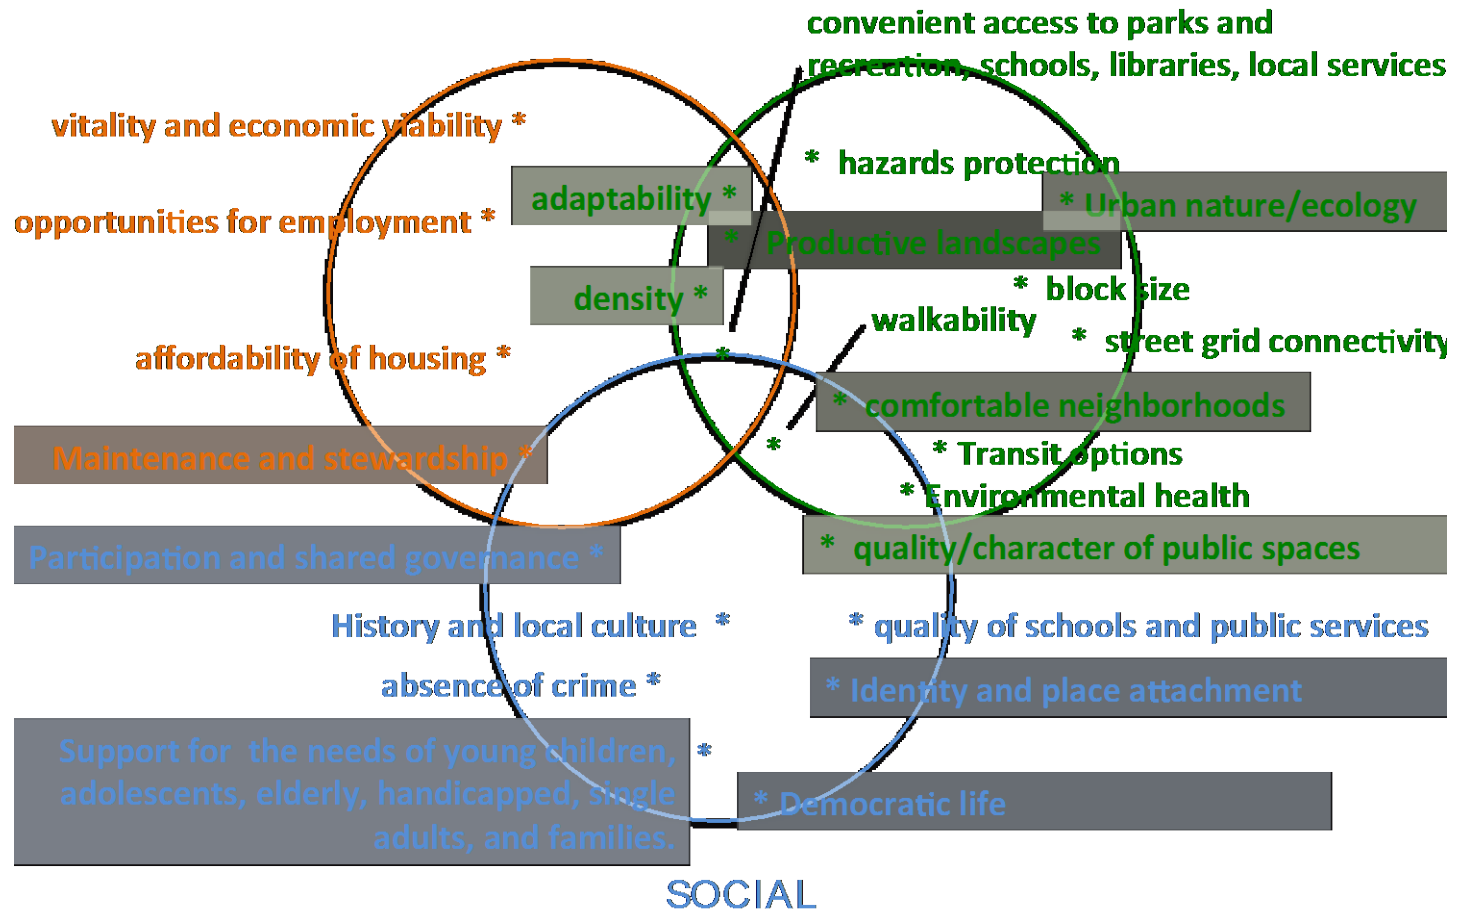 convenient access to parks and
recreation, schools, libraries, local services
vitality and economic viability *
* hazards protection
adaptability *
* Urban nature/ecology
opportunities for employment *
* Productive landscapes
density *
* block size
walkability
* street grid connectivity
affordability of housing *
*
* comfortable neighborhoods
*
* Transit options
Maintenance and stewardship *
* Environmental health
Participation and shared governance *
* quality/character of public spaces
History and local culture *
* quality of schools and public services
absence of crime *
* Identity and place attachment
Support for the needs of young children, *
adolescents, elderly, handicapped, single
adults, and families.
* Democratic life
SOCIAL